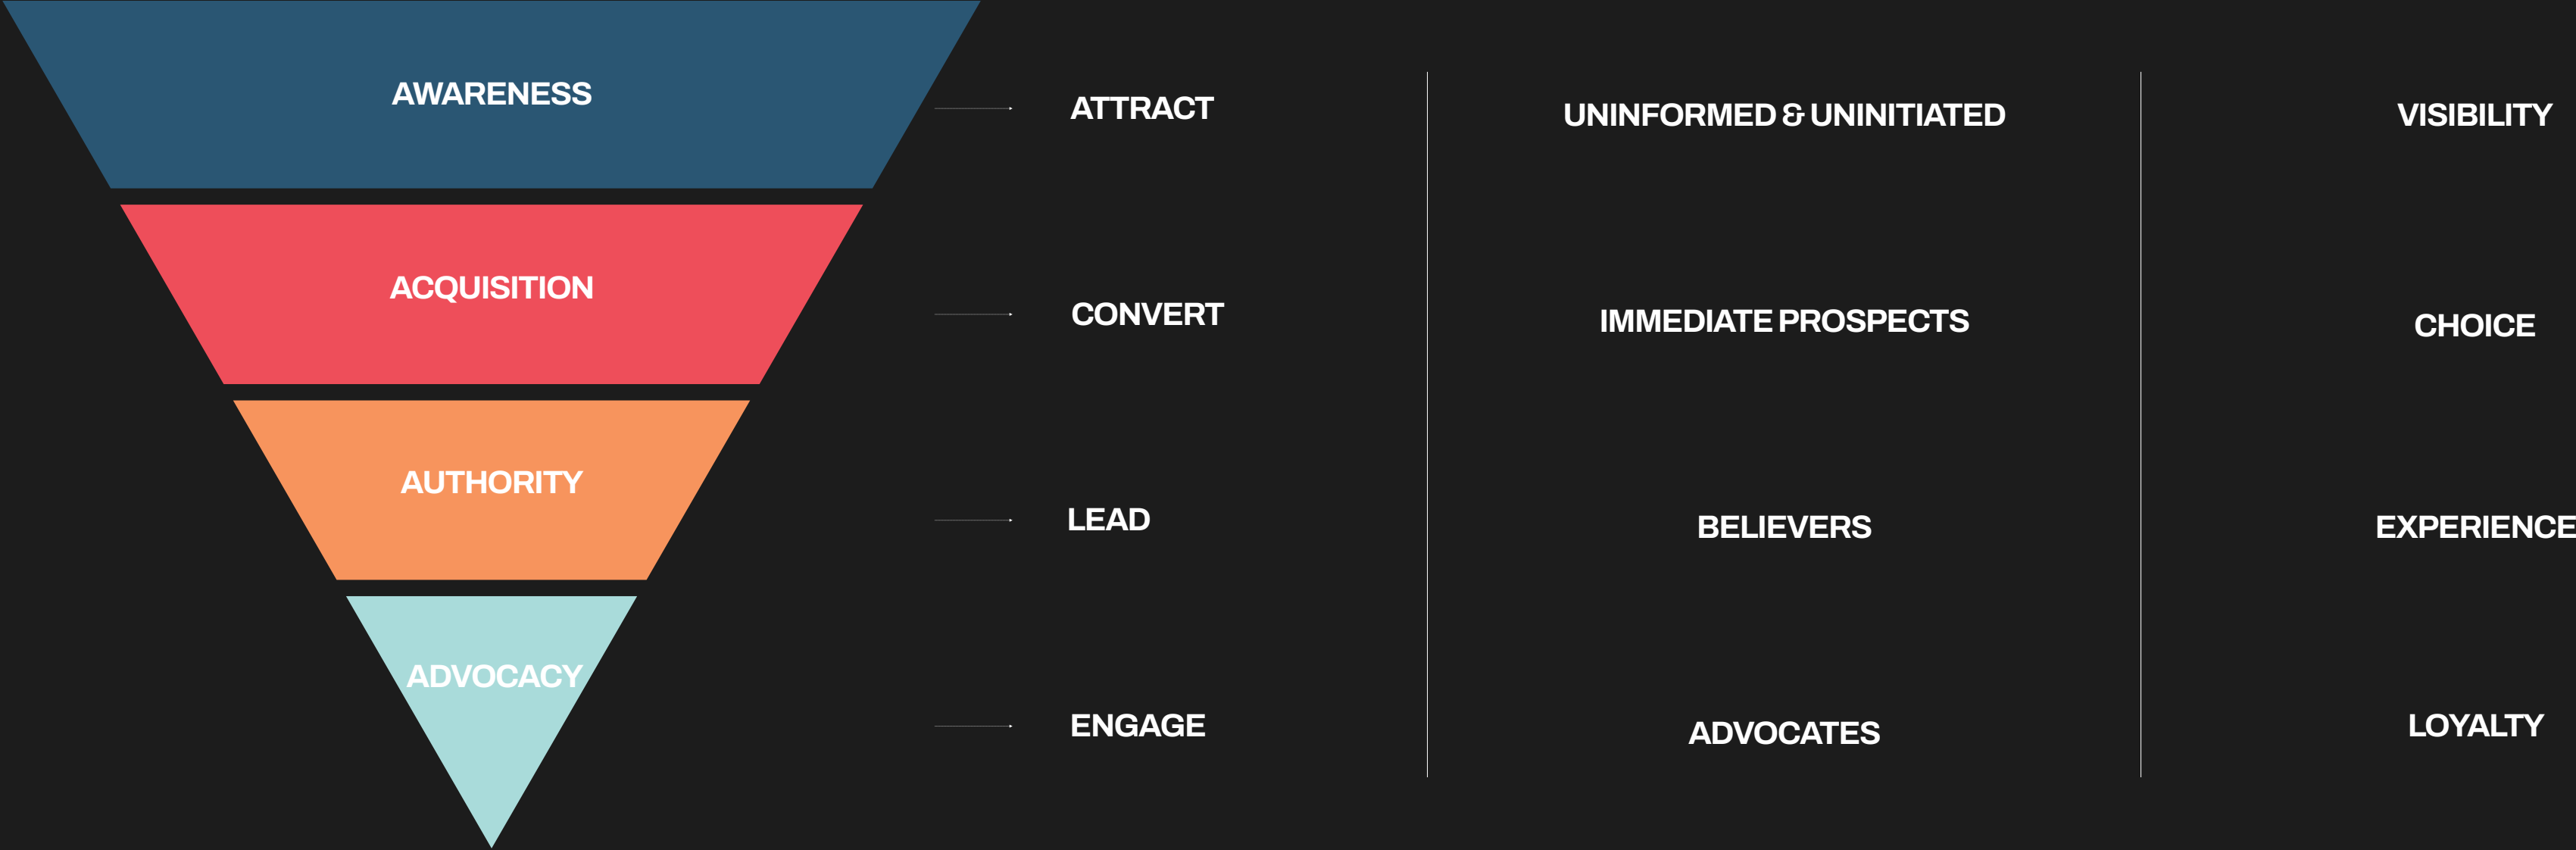 AWARENESS
ATTRACT
UNINFORMED & UNINITIATED
VISIBILITY
ACQUISITION
CONVERT
IMMEDIATE PROSPECTS
CHOICE
AUTHORITY
LEAD
BELIEVERS
EXPERIENCE
ADVOCACY
ENGAGE
ADVOCATES
LOYALTY